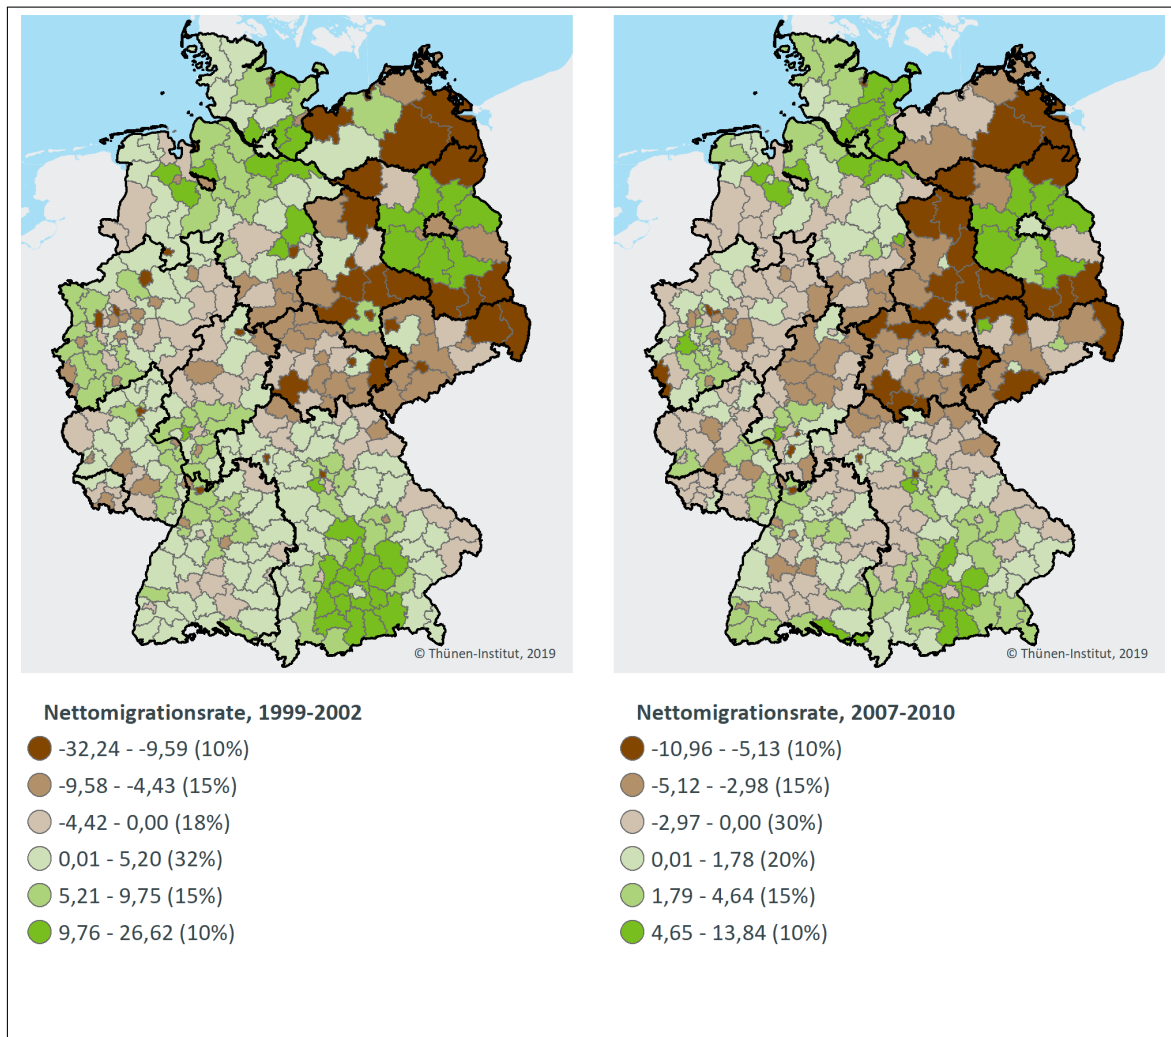 © Thünen-Institut, 2019
Nettomigrationsrate, 1999-2002
-32,24 - -9,59 (10%)
-9,58 - -4,43 (15%)
-4,42 - 0,00 (18%)
0,01 - 5,20 (32%)
5,21 - 9,75 (15%)
9,76 - 26,62 (10%)
© Thünen-Institut, 2019
Nettomigrationsrate, 2007-2010
-10,96 - -5,13 (10%)
-5,12 - -2,98 (15%)
-2,97 - 0,00 (30%)
0,01 - 1,78 (20%)
1,79 - 4,64 (15%)
4,65 - 13,84 (10%)